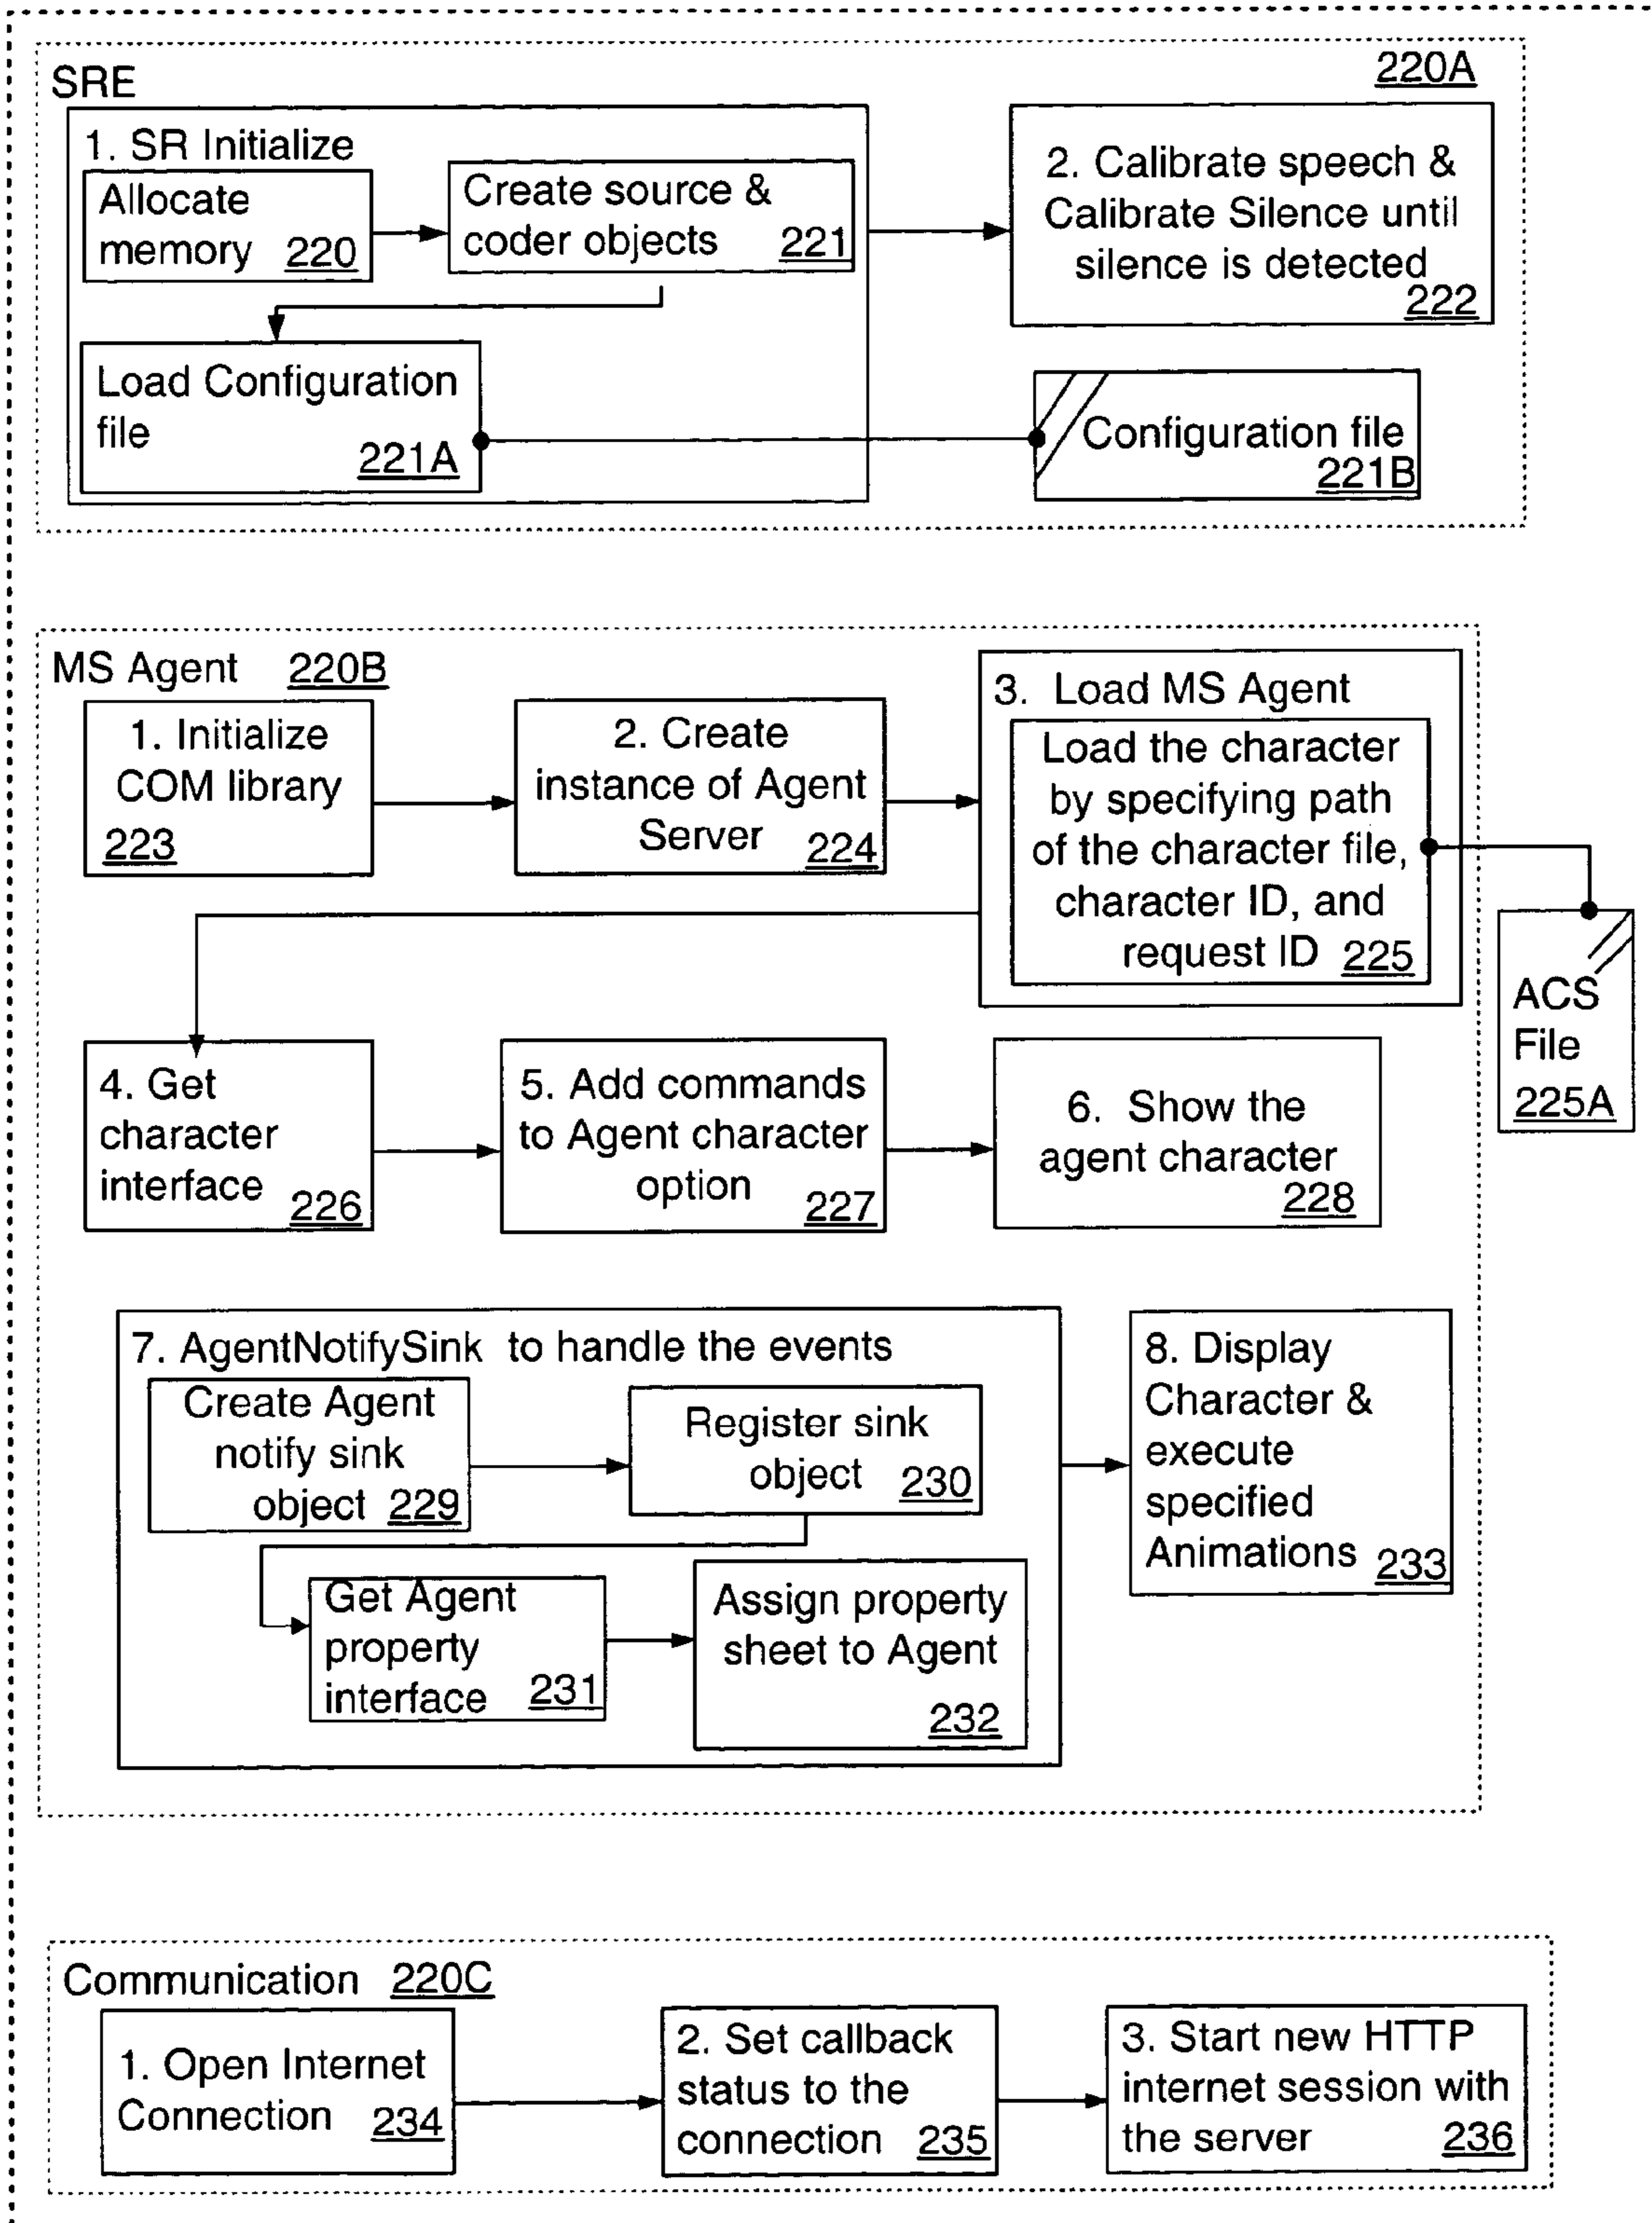 SRE
220A
1. SR Initialize
Allocate
memory 220
Create source &
coder objects 221
2. Calibrate speech &
Calibrate Silence until
silence is detected
222
Load Configuration
file
221A
Configuration file
221B
MS Agent 220B
1. Initialize
COM library
223
2. Create
instance of Agent
Server 224
3. Load MS Agent
Load the character
by specifying path
of the character file,
character ID, and
request ID 225
ACS
File
225A
4. Get
character
interface 226
5. Add commands
to Agent character
option 227
6. Show the
agent character
228
7. AgentNotifySink to handle the events
Create Agent
notify sink
object 229
Register sink
object 230
Get Agent
property
interface 231
Assign property
sheet to Agent
232
8. Display
Character &
execute
specified
Animations 233
Communication 220C
1. Open Internet
Connection 234
2. Set callback
status to the
connection 235
3. Start new HTTP
internet session with
the server 236